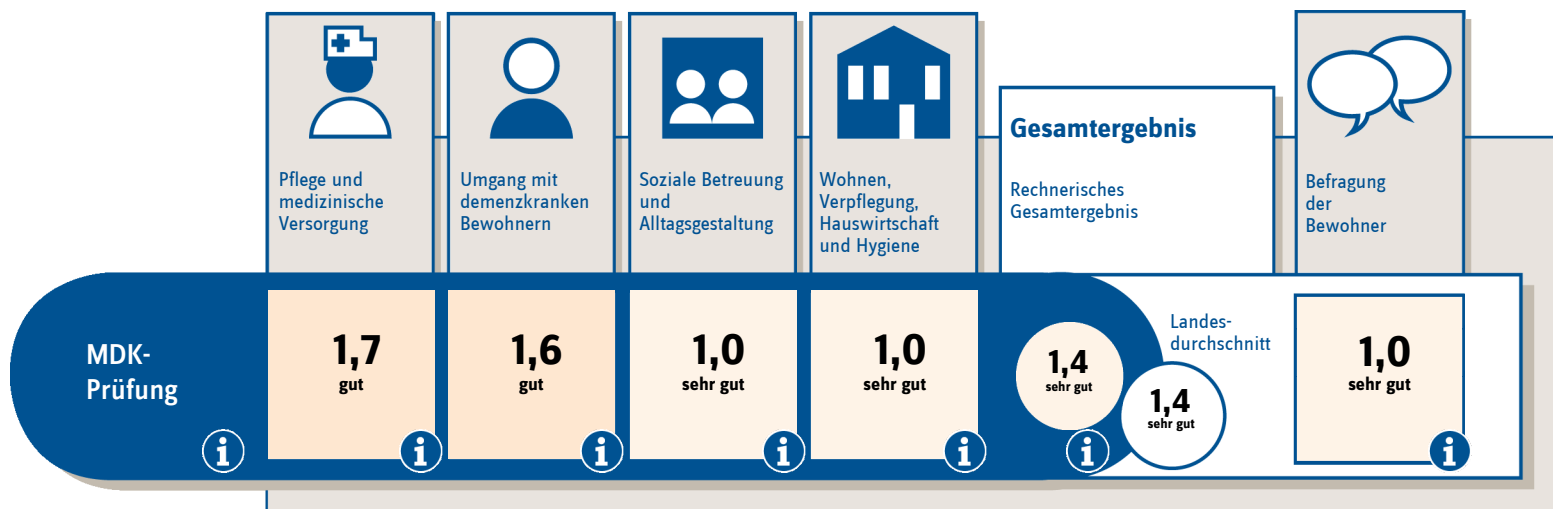 Pflege und
medizinische
Versorgung
Umgang mit
demenzkranken
Bewohnern
Soziale Betreuung
und
Alltagsgestaltung
Wohnen,
Verpflegung,
Hauswirtschaft
und Hygiene
Gesamtergebnis
Rechnerisches
Gesamtergebnis
Befragung
der
Bewohner
MDK-
Prüfung
i
1,7
gut
i
1,6
gut
i
1,0
sehr gut
i
1,0
sehr gut
i
1,4
sehr gut
i
Landes-
durchschnitt
1,4
sehr gut
1,0
sehr gut
i